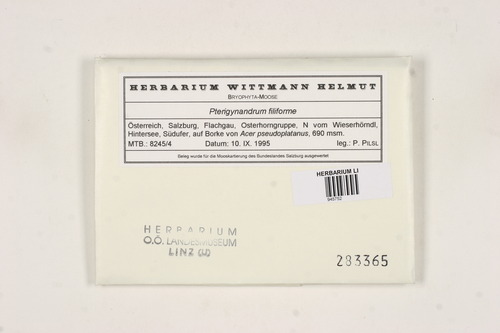 HERBARIUM WITTMANN HELMUT
BRYOPHYTA-MOOSE
Pterigynandrum filiforme
Österreich, Salzburg, Flachgau, Osterhorngruppe, N vom Wieserhörndl,
Hintersee, Südufer, auf Borke von Acer pseudoplatanus, 690 msm.
MTB.: 8245/4 Datum: 10. IX. 1995 leg.: P. PILSL
Beleg wurde für die Mooskartierung des Bundeslandes Salzburg ausgewertet
HERBARIUM LI
945752
HERBARIUM
O.Ö. LANDESMUSEUM
LINZ (LI)
283365